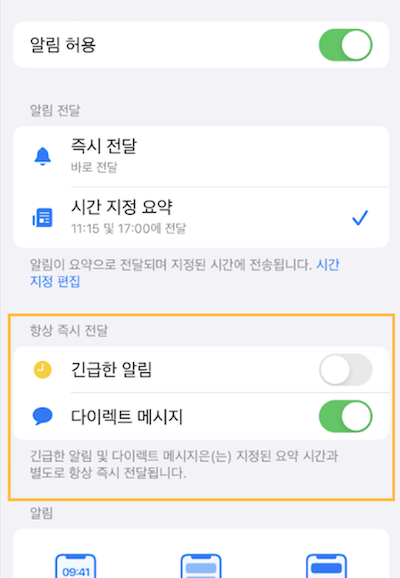 알림 허용
알림 전달
즉시 전달
바로 전달
시간 지정 요약
11:15 및 17:00에 전달
알림이 요약으로 전달되며 지정된 시간에 전송됩니다. 시간
지정 편집
항상 즉시 전달
긴급한 알림
다이렉트 메시지
긴급한 알림 및 다이렉트 메시지은(는) 지정된 요약 시간과
별도로 항상 즉시 전달됩니다.
알림
09:41